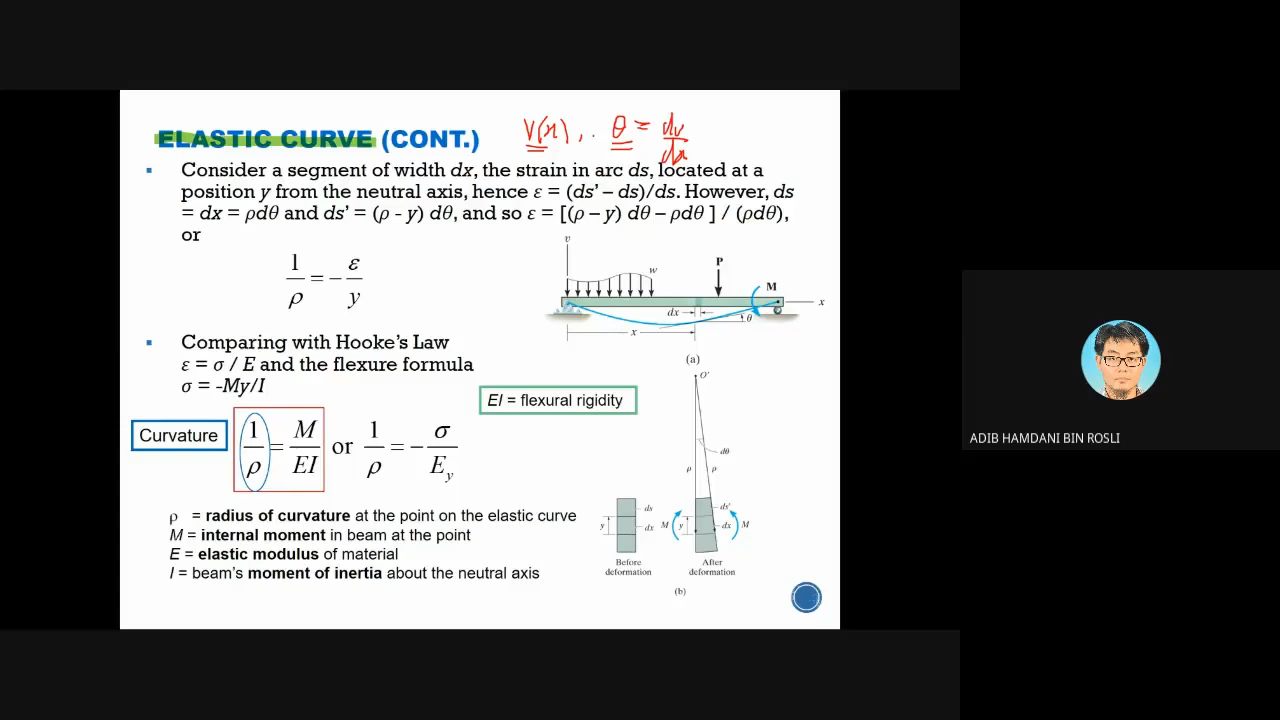 ELASTIC CURVE (CONT.)
v(x), . θ = dv/dx
▪ Consider a segment of width dx, the strain in arc ds, located at a
position y from the neutral axis, hence ε = (ds’ – ds)/ds. However, ds
= dx = ρdθ and ds’ = (ρ - y) dθ, and so ε = [(ρ – y) dθ – ρdθ ] / (ρdθ),
or
1/ρ = − ε/y
v
w
P
M
x
dx
θ
x
(a)
▪ Comparing with Hooke’s Law
ε = σ / E and the flexure formula
σ = -My/I
EI = flexural rigidity
Curvature
1/ρ = M/EI or 1/ρ = − σ/E_y
ρ = radius of curvature at the point on the elastic curve
M = internal moment in beam at the point
E = elastic modulus of material
I = beam’s moment of inertia about the neutral axis
O'
dθ
ρ ρ
ds
y
dx
M
y
ds'
dx
M
Before
deformation
After
deformation
(b)
ADIB HAMDANI BIN ROSLI